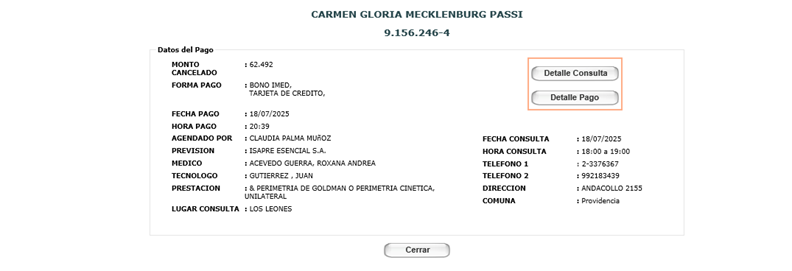 CARMEN GLORIA MECKLENBURG PASSI
9.156.246-4
Datos del Pago
MONTO CANCELADO : 62.492
FORMA PAGO : BONO IMED,
TARJETA DE CREDITO,
Detalle Consulta
Detalle Pago
FECHA PAGO : 18/07/2025
HORA PAGO : 20:39
AGENDADO POR : CLAUDIA PALMA MUñOZ
FECHA CONSULTA : 18/07/2025
PREVISION : ISAPRE ESENCIAL S.A.
HORA CONSULTA : 18:00 a 19:00
MEDICO : ACEVEDO GUERRA, ROXANA ANDREA
TELEFONO 1 : 2-3376367
TECNOLOGO : GUTIERREZ , JUAN
TELEFONO 2 : 992183439
PRESTACION : & PERIMETRIA DE GOLDMAN O PERIMETRIA CINETICA,
UNILATERAL
DIRECCION : ANDACOLLO 2155
COMUNA : Providencia
LUGAR CONSULTA : LOS LEONES
Cerrar